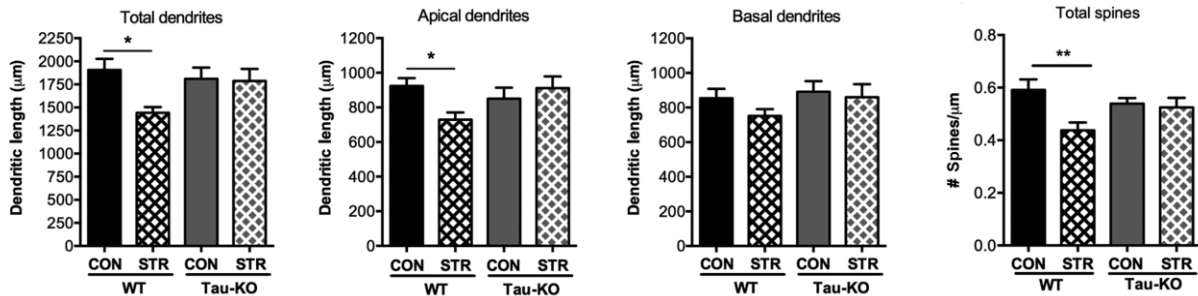 Total dendrites
Dendritic length (µm)
2250
2000
1750
1500
1250
1000
750
500
250
0
*
CON STR CON STR
WT Tau-KO
Apical dendrites
Dendritic length (µm)
1200
1000
800
600
400
200
0
*
CON STR CON STR
WT Tau-KO
Basal dendrites
Dendritic length (µm)
1200
1000
800
600
400
200
0
CON STR CON STR
WT Tau-KO
Total spines
# Spines/µm
0.8
0.6
0.4
0.2
0.0
**
CON STR CON STR
WT Tau-KO